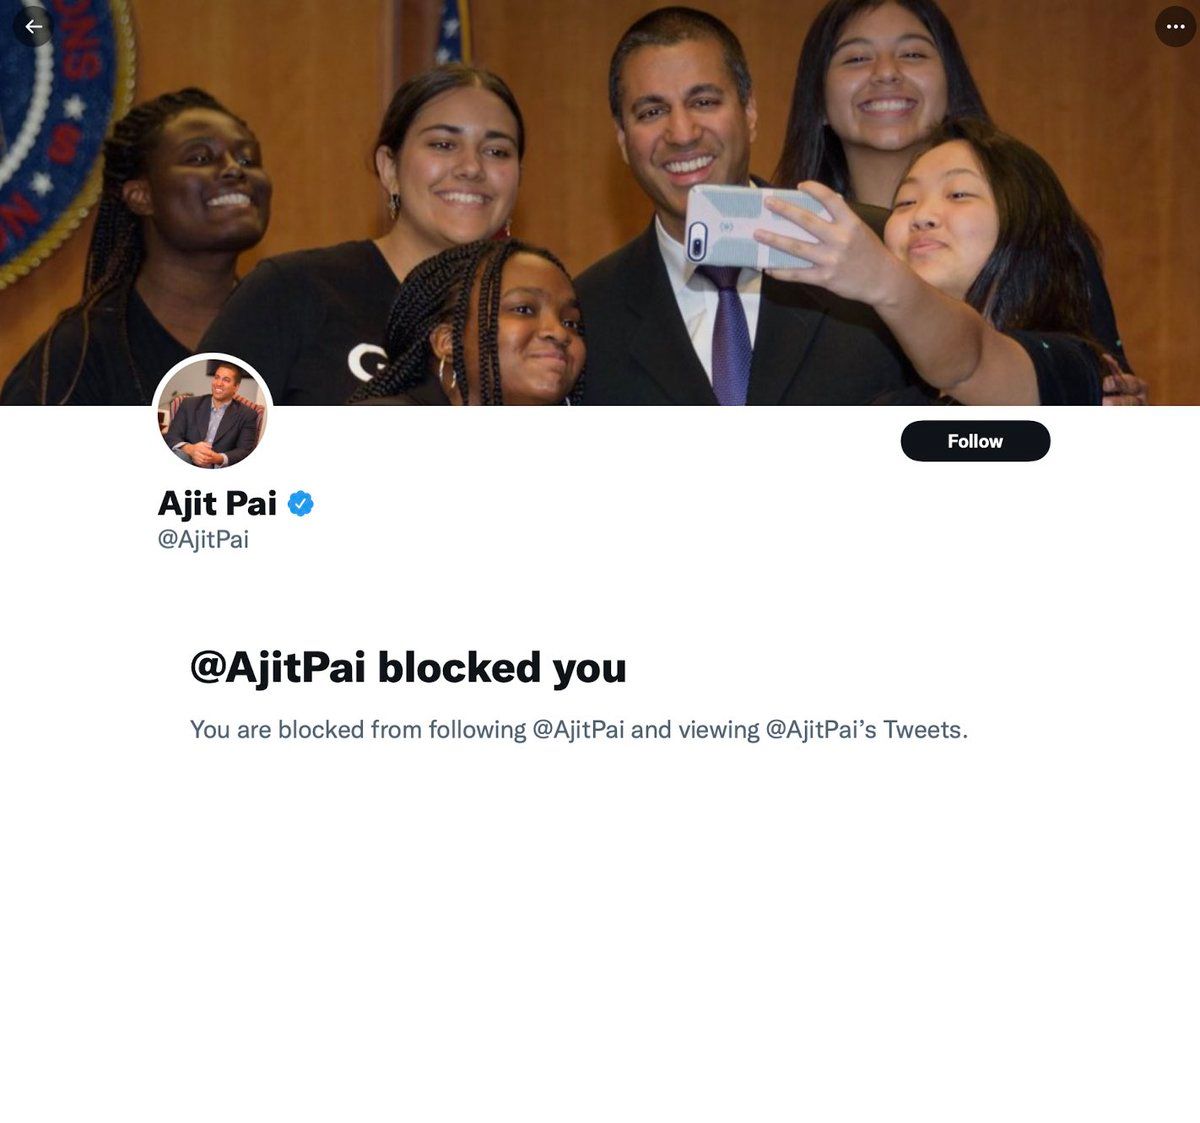 Follow
Ajit Pai
@AjitPai
@AjitPai blocked you
You are blocked from following @AjitPai and viewing @AjitPai’s Tweets.